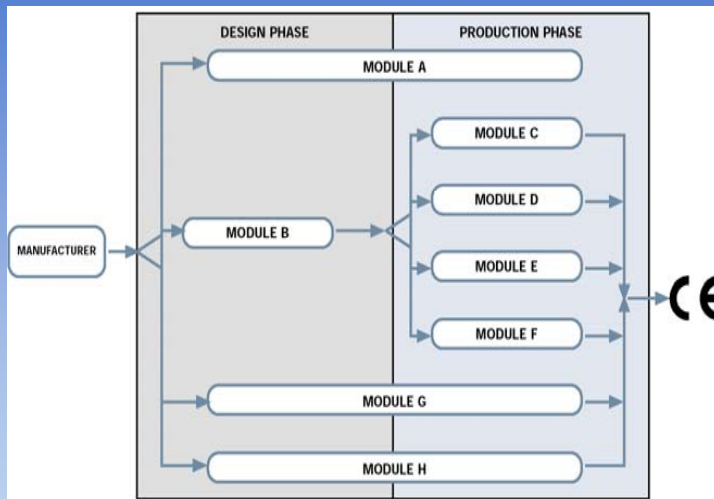 DESIGN PHASE
PRODUCTION PHASE
MODULE A
MODULE C
MODULE D
MODULE B
MANUFACTURER
MODULE E
CE
MODULE F
MODULE G
MODULE H